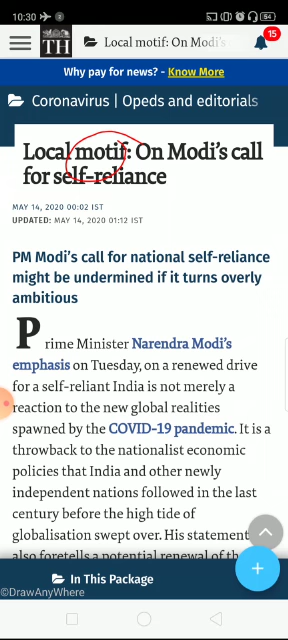 10:30
54
15
TH
Local motif: On Modi's
Why pay for news? - Know More
Coronavirus | Opeds and editorials
Local motif: On Modi's call
for self-reliance
MAY 14, 2020 00:02 IST
UPDATED: MAY 14, 2020 01:12 IST
PM Modi's call for national self-reliance
might be undermined if it turns overly
ambitious
Prime Minister Narendra Modi's
emphasis on Tuesday, on a renewed drive
for a self-reliant India is not merely a
reaction to the new global realities
spawned by the COVID-19 pandemic. It is a
throwback to the nationalist economic
policies that India and other newly
independent nations followed in the last
century before the high tide of
globalisation swept over. His statement
also foretells a potential renewal of
In This Package
+
©DrawAnyWhere